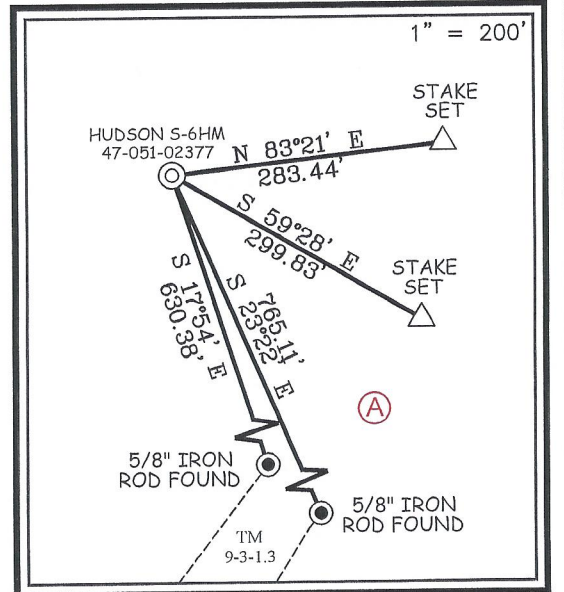 1" = 200'
STAKE
SET
HUDSON S-6HM
47-051-02377
N 83°21' E
283.44'
S 59°28' E
299.83'
STAKE
SET
S 17°54' E
630.38'
765.11'
S 23°22' E
A
5/8" IRON
ROD FOUND
5/8" IRON
ROD FOUND
TM
9-3-1.3